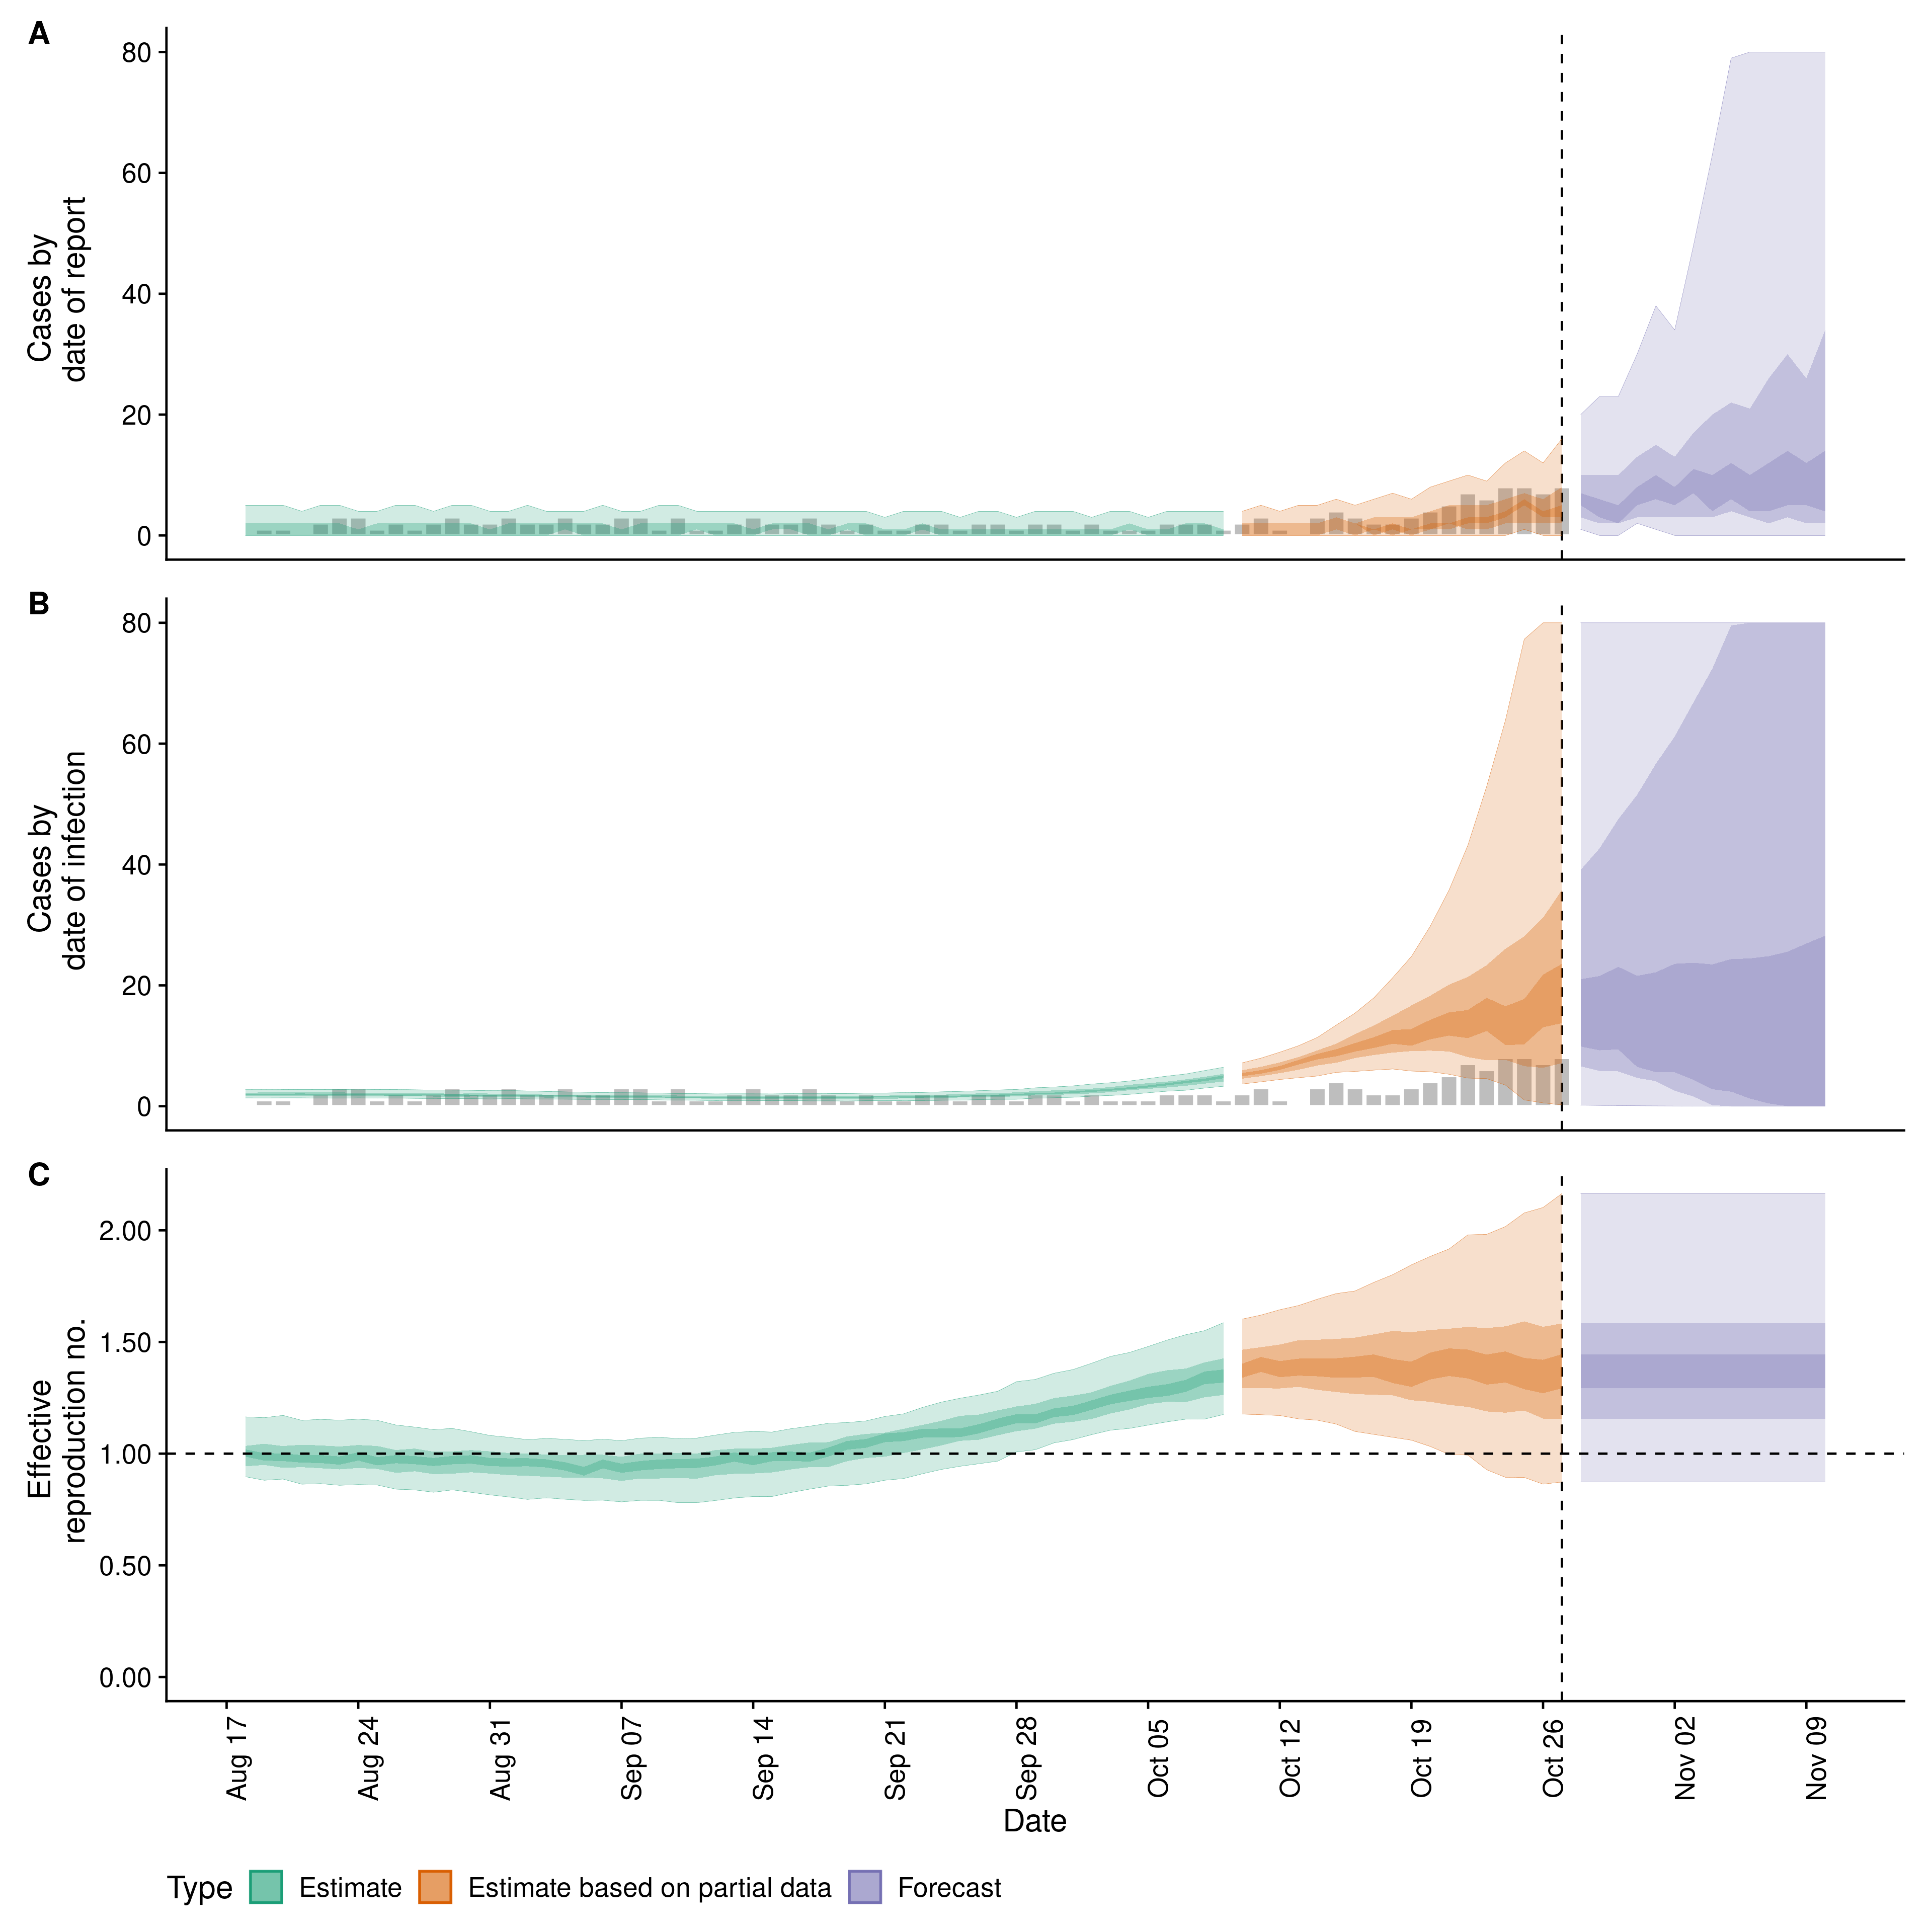 A
80
60
40
20
0
Cases by
date of report
B
80
60
40
20
0
Cases by
date of infection
C
2.00
1.50
1.00
0.50
0.00
Effective
reproduction no.
Aug 17
Aug 24
Aug 31
Sep 07
Sep 14
Sep 21
Sep 28
Oct 05
Oct 12
Oct 19
Oct 26
Nov 02
Nov 09
Date
Type Estimate Estimate based on partial data Forecast